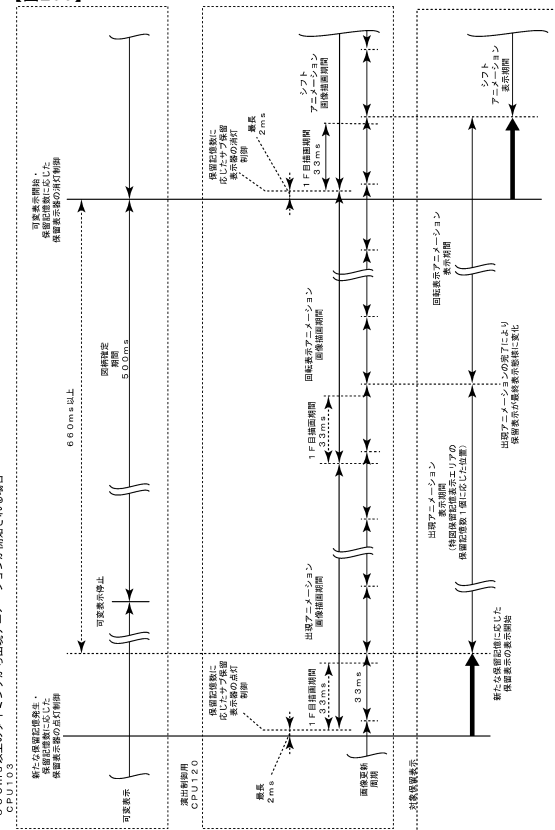 CPU103
新たな保留記憶発生・
保留記憶数に応じた
保留表示器の点灯制御
可変表示開始・
保留記憶数に応じた
保留表示器の消灯制御
660ms以上
可変表示
可変表示停止
図柄確定
期間
500ms
演出制御用
CPU120
保留記憶数に
応じたサブ保留
表示器の点灯
制御
最長
2ms
1F目描画期間
33ms
出現アニメーション
画像描画期間
1F目描画期間
33ms
回転表示アニメーション
画像描画期間
保留記憶数に
応じたサブ保留
表示器の消灯
制御
最長
2ms
1F目描画期間
33ms
シフト
アニメーション
画像描画期間
画像更新
周期
33ms
対象保留表示
新たな保留記憶に応じた
保留表示の表示開始
出現アニメーション
表示期間
(特図保留記憶表示エリアの
保留記憶数1個に応じた位置)
出現アニメーションの完了により
保留表示が最終表示態様に変化
回転表示アニメーション
表示期間
シフト
アニメーション
表示期間